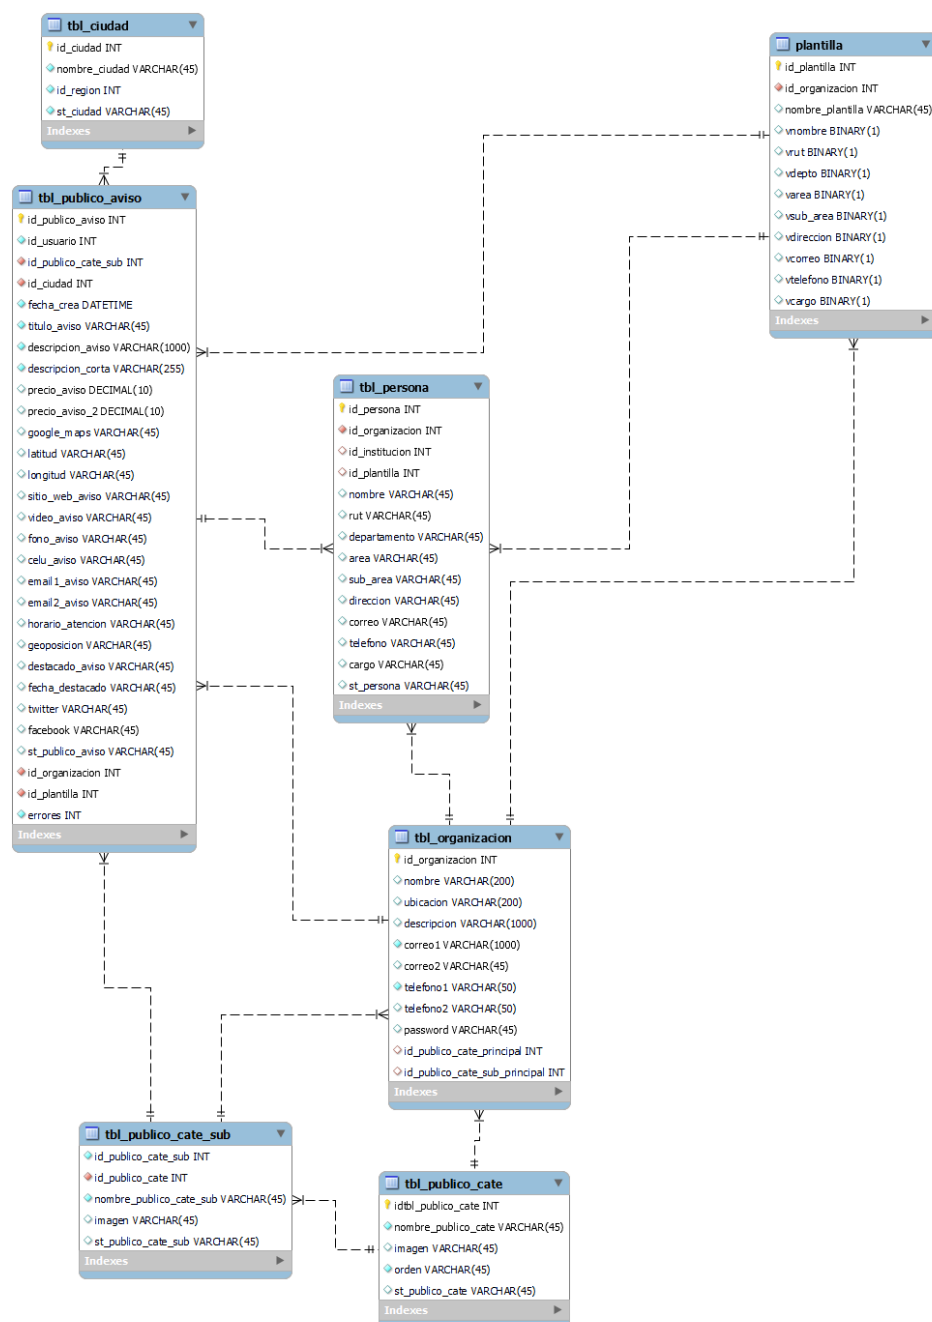 tbl_ciudad
id_ciudad INT
nombre_ciudad VARCHAR(45)
id_region INT
st_ciudad VARCHAR(45)
Indexes
plantilla
id_plantilla INT
id_organizacion INT
nombre_plantilla VARCHAR(45)
vnombre BINARY(1)
vrut BINARY(1)
vdepto BINARY(1)
varea BINARY(1)
vsub_area BINARY(1)
vdireccion BINARY(1)
vcorreo BINARY(1)
vtelefono BINARY(1)
vcargo BINARY(1)
Indexes
tbl_publico_aviso
id_publico_aviso INT
id_usuario INT
id_publico_cate_sub INT
id_ciudad INT
fecha_crea DATETIME
titulo_aviso VARCHAR(45)
descripcion_aviso VARCHAR(1000)
descripcion_corta VARCHAR(255)
precio_aviso DECIMAL(10)
precio_aviso_2 DECIMAL(10)
google_maps VARCHAR(45)
latitud VARCHAR(45)
longitud VARCHAR(45)
sitio_web_aviso VARCHAR(45)
video_aviso VARCHAR(45)
fono_aviso VARCHAR(45)
celu_aviso VARCHAR(45)
email1_aviso VARCHAR(45)
email2_aviso VARCHAR(45)
horario_atencion VARCHAR(45)
geoposicion VARCHAR(45)
destacado_aviso VARCHAR(45)
fecha_destacado VARCHAR(45)
twitter VARCHAR(45)
facebook VARCHAR(45)
st_publico_aviso VARCHAR(45)
id_organizacion INT
id_plantilla INT
errores INT
Indexes
tbl_persona
id_persona INT
id_organizacion INT
id_institucion INT
id_plantilla INT
nombre VARCHAR(45)
rut VARCHAR(45)
departamento VARCHAR(45)
area VARCHAR(45)
sub_area VARCHAR(45)
direccion VARCHAR(45)
correo VARCHAR(45)
telefono VARCHAR(45)
cargo VARCHAR(45)
st_persona VARCHAR(45)
Indexes
tbl_organizacion
id_organizacion INT
nombre VARCHAR(200)
ubicacion VARCHAR(200)
descripcion VARCHAR(1000)
correo1 VARCHAR(1000)
correo2 VARCHAR(45)
telefono1 VARCHAR(50)
telefono2 VARCHAR(50)
password VARCHAR(45)
id_publico_cate_principal INT
id_publico_cate_sub_principal INT
Indexes
tbl_publico_cate_sub
id_publico_cate_sub INT
id_publico_cate INT
nombre_publico_cate_sub VARCHAR(45)
imagen VARCHAR(45)
st_publico_cate_sub VARCHAR(45)
Indexes
tbl_publico_cate
idtbl_publico_cate INT
nombre_publico_cate VARCHAR(45)
imagen VARCHAR(45)
orden VARCHAR(45)
st_publico_cate VARCHAR(45)
Indexes